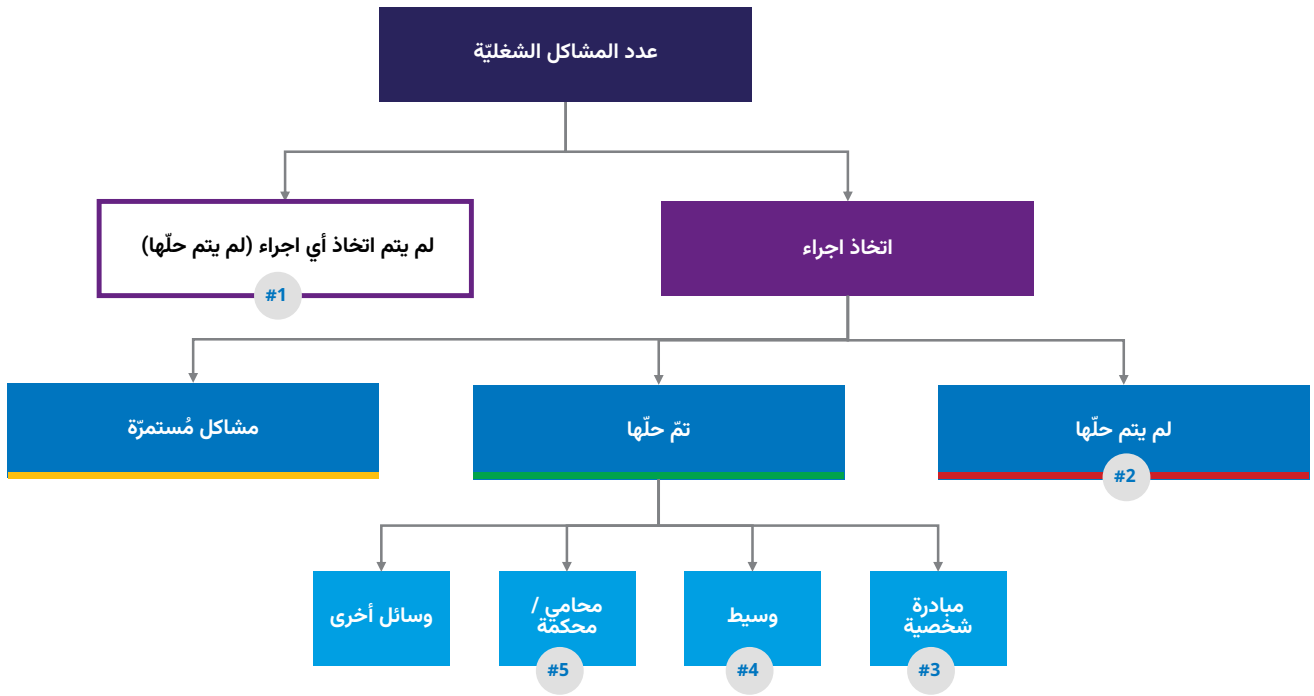 عدد المشاكل الشغليّة
اتخاذ اجراء
لم يتم اتخاذ أي اجراء (لم يتم حلّها)
#1
لم يتم حلّها
#2
تمّ حلّها
مشاكل مُستمرّة
مبادرة
شخصية
#3
وسيط
#4
محامي /
محكمة
#5
وسائل أخرى